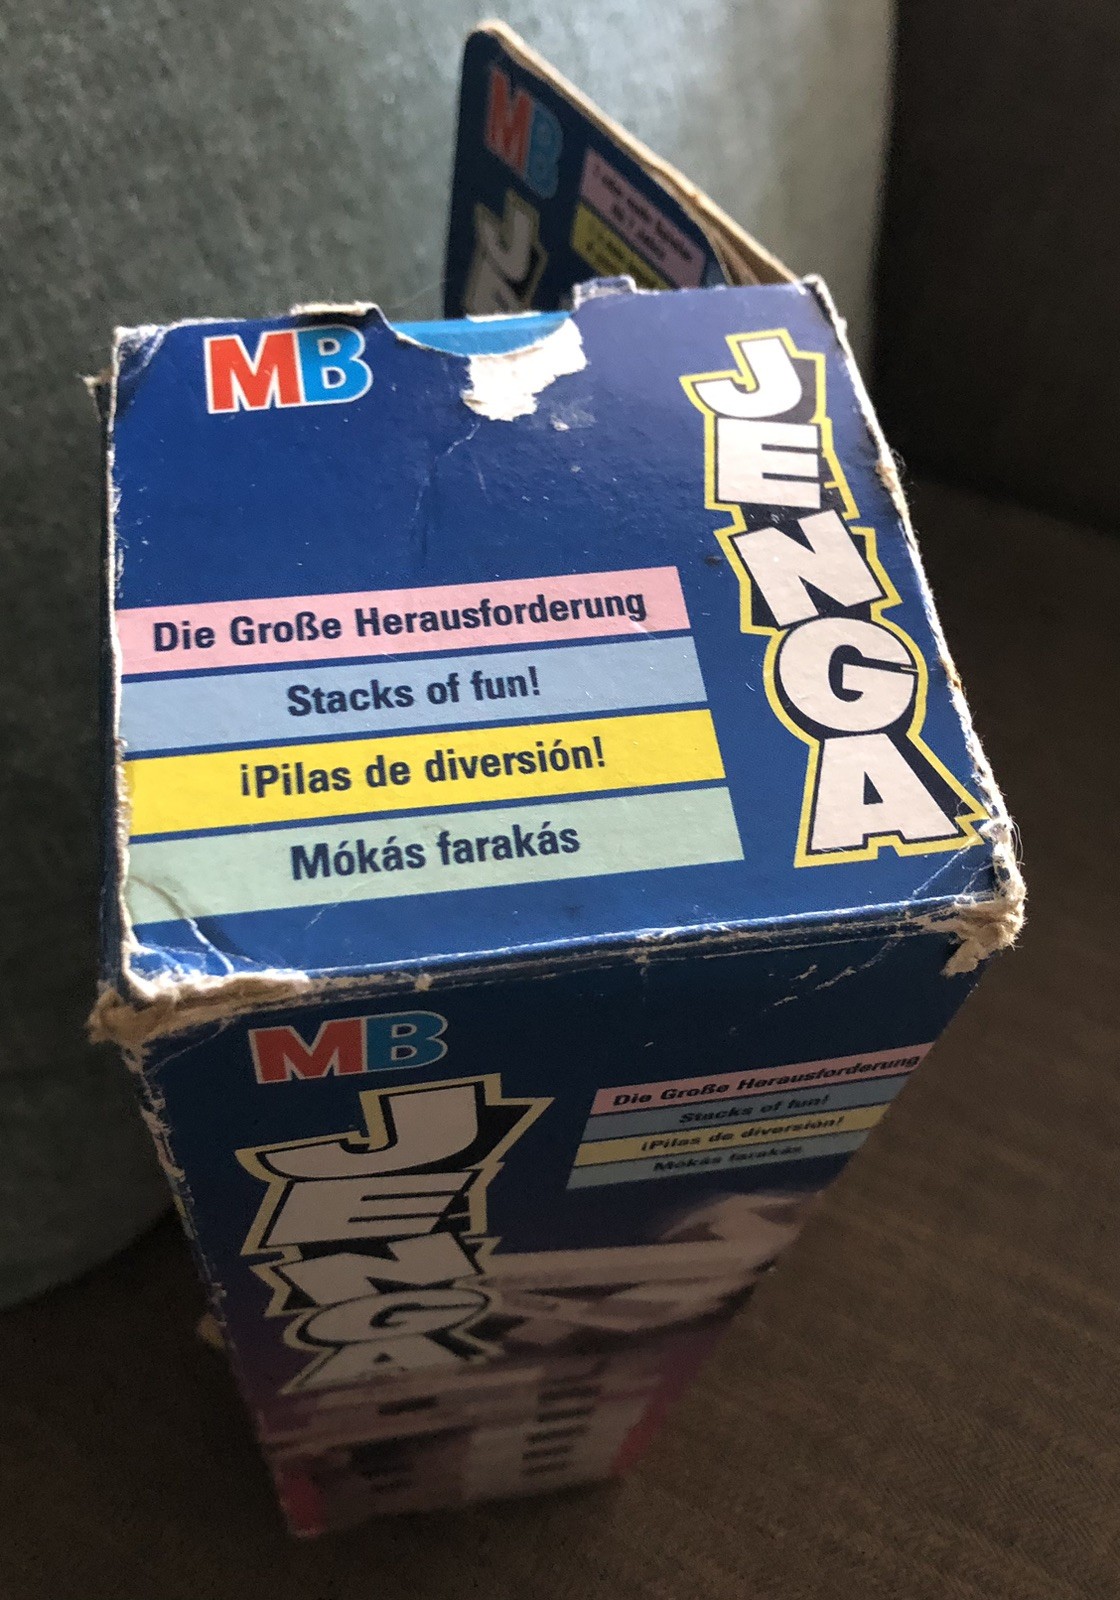 MB
JE
MB
JENGA
Die Große Herausforderung
Stacks of fun!
¡Pilas de diversión!
Mókás farakás
MB
JENGA
Die Große Herausforderung
Stacks of fun!
¡Pilas de diversión!
Mókás farakás